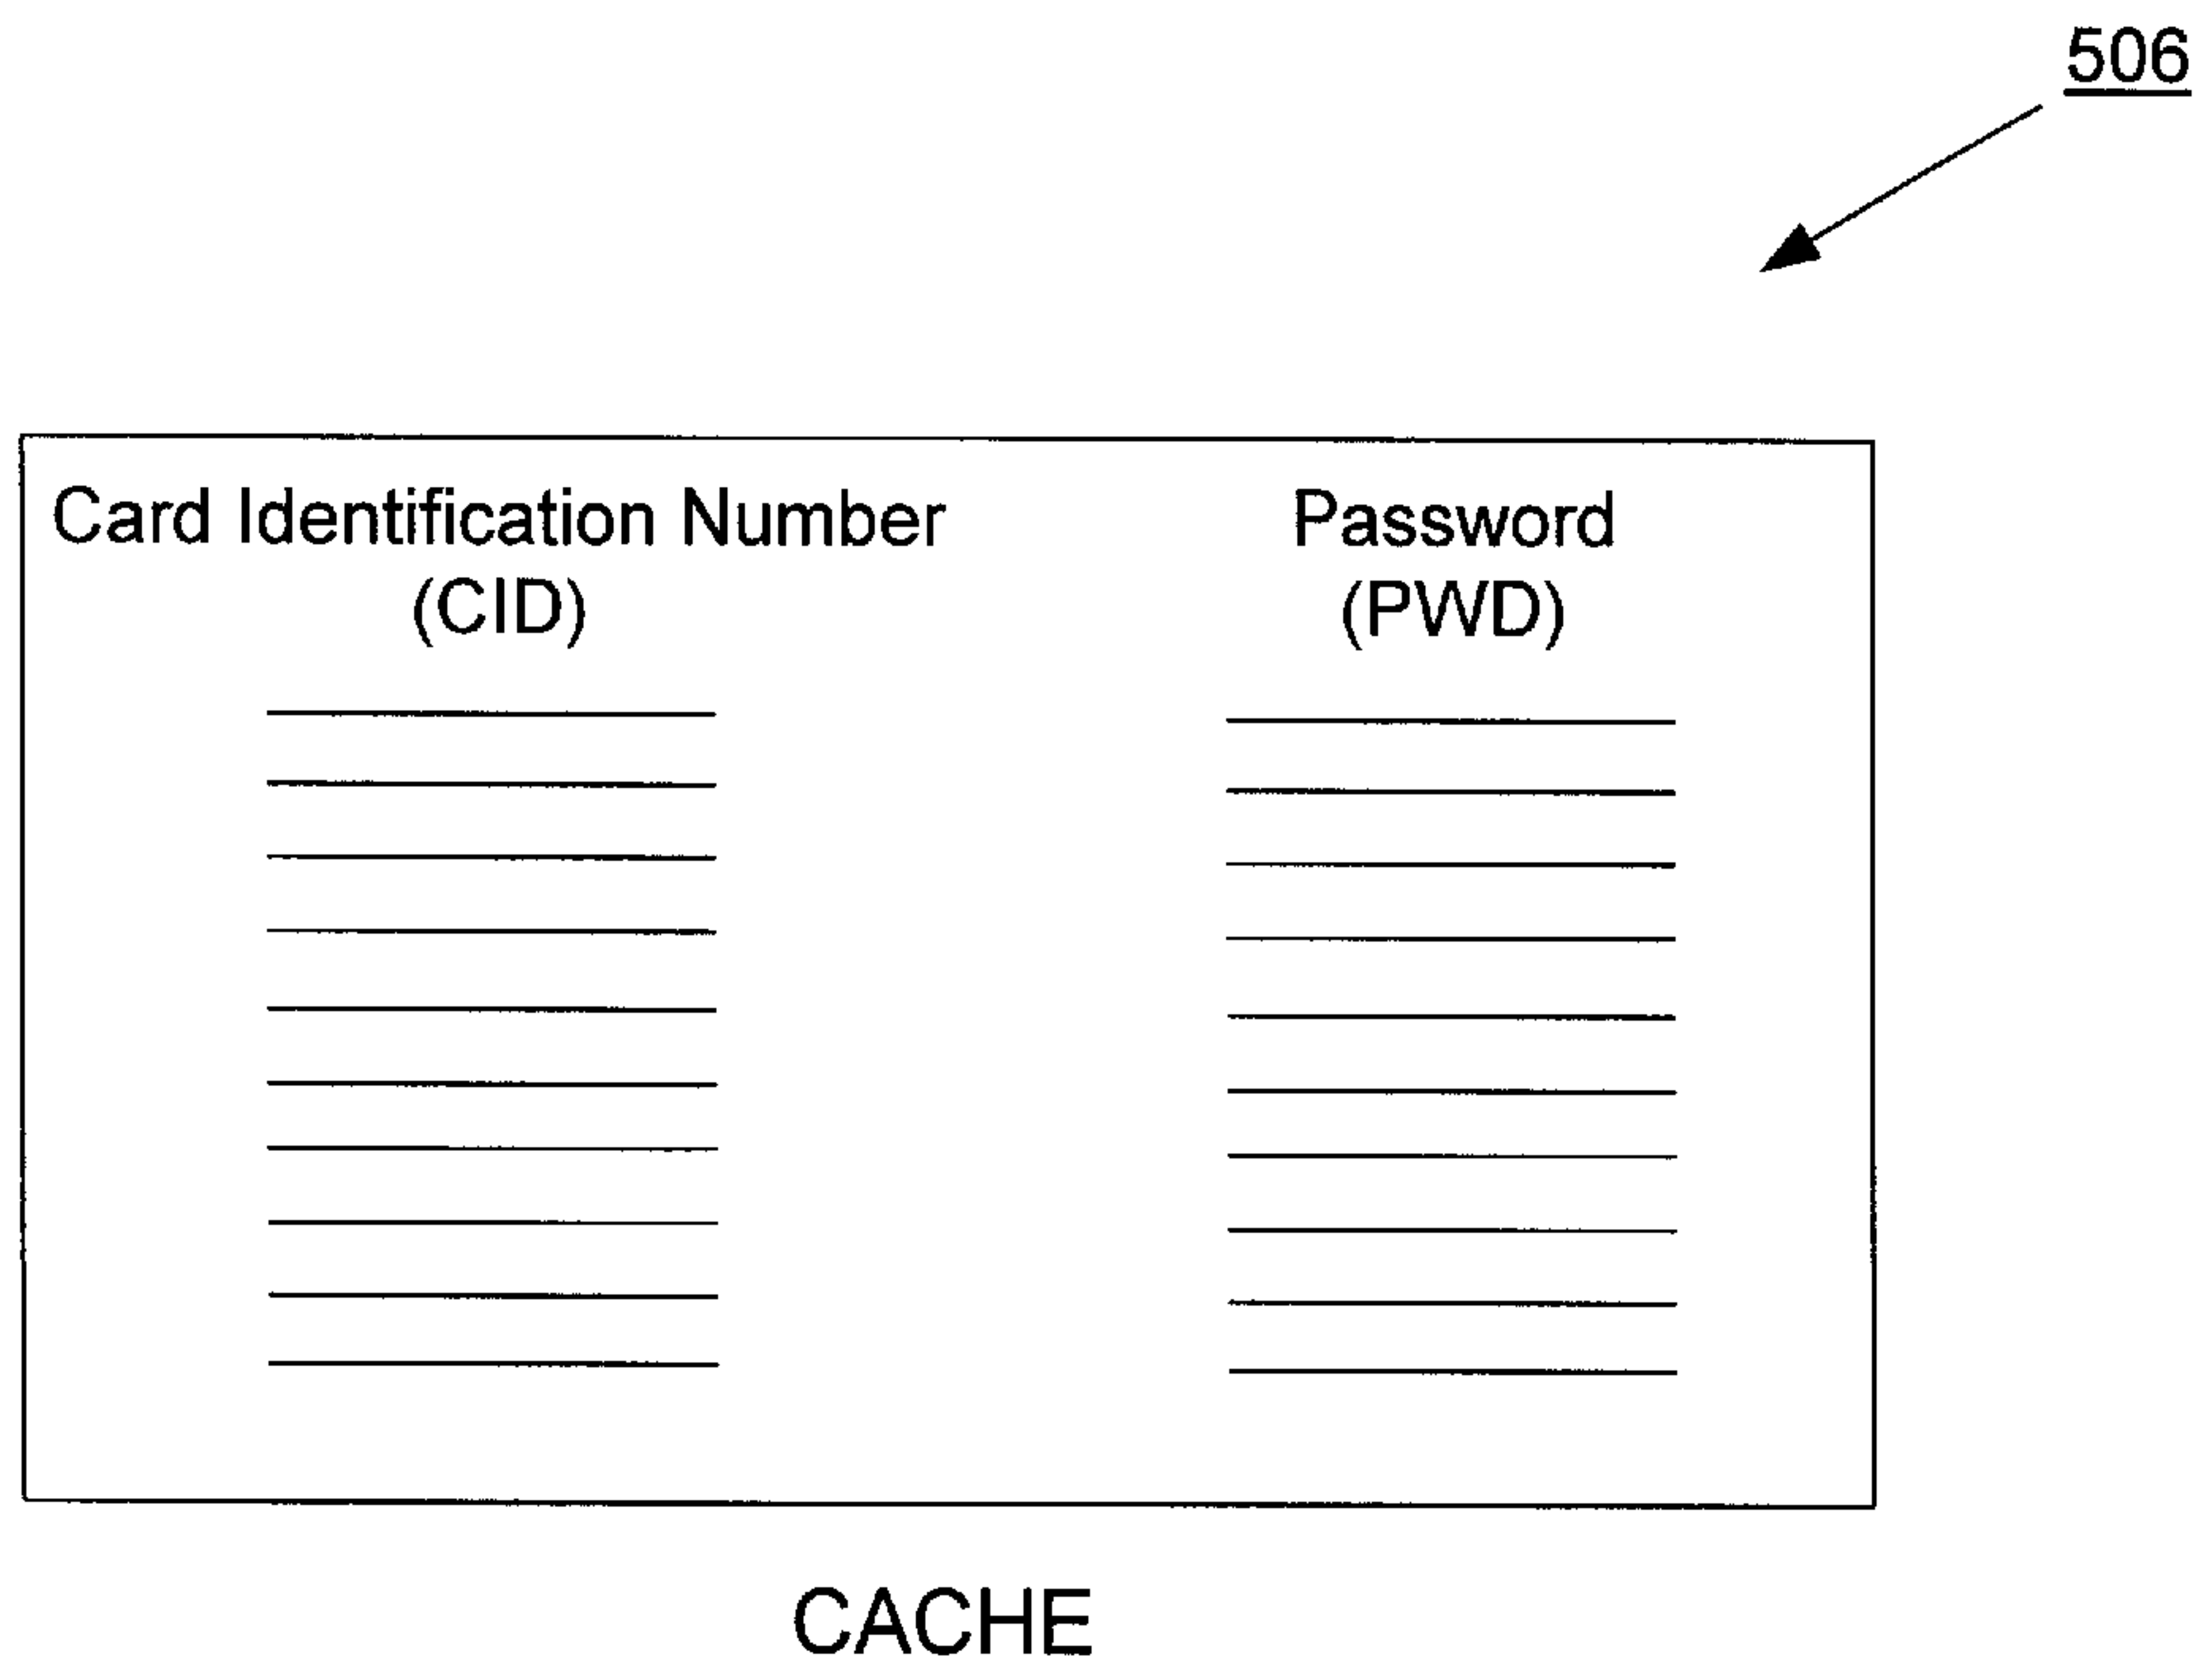 506
Card Identification Number
(CID)
Password
(PWD)
CACHE